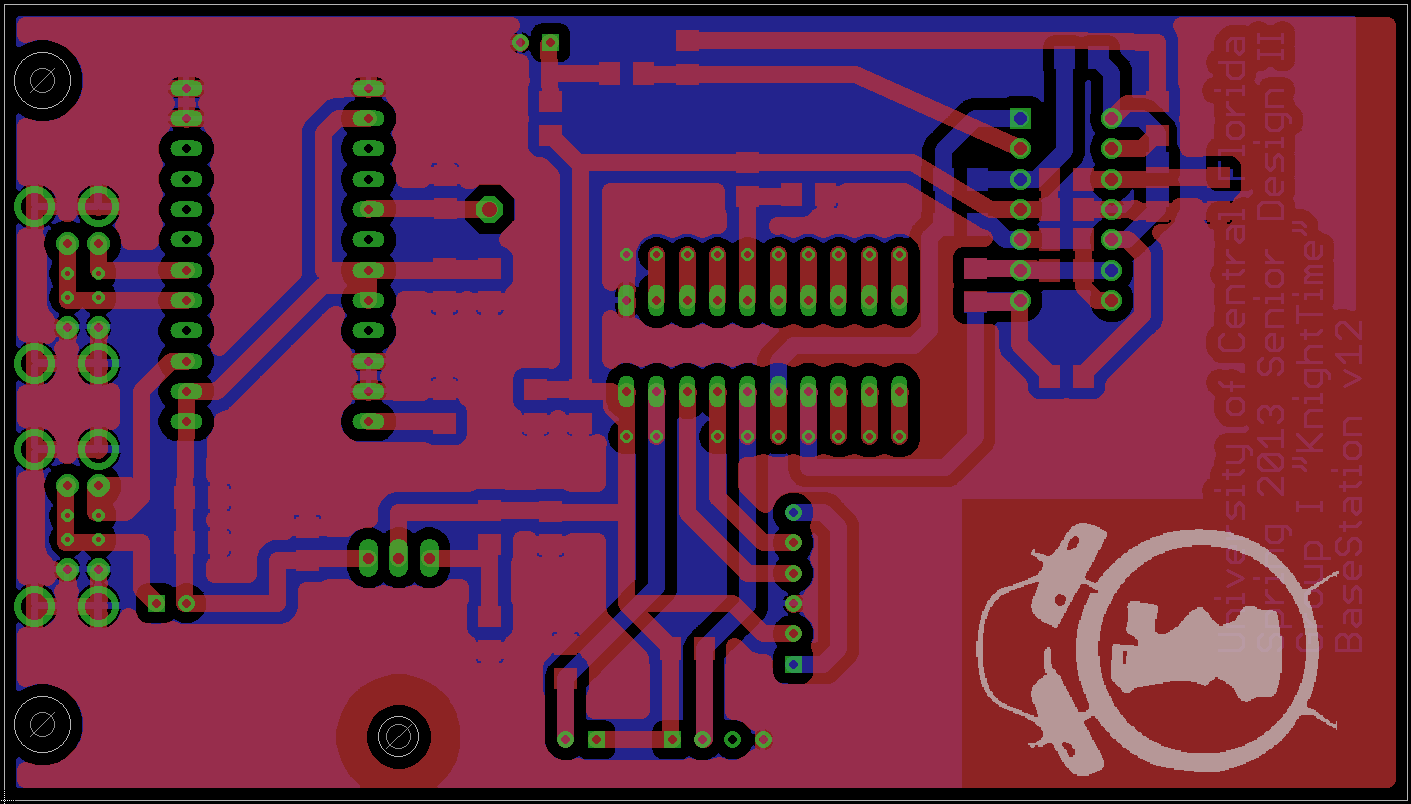 University of Central Florida
Spring 2013 Senior Design II
Group I "KnightTime"
BaseStation v12